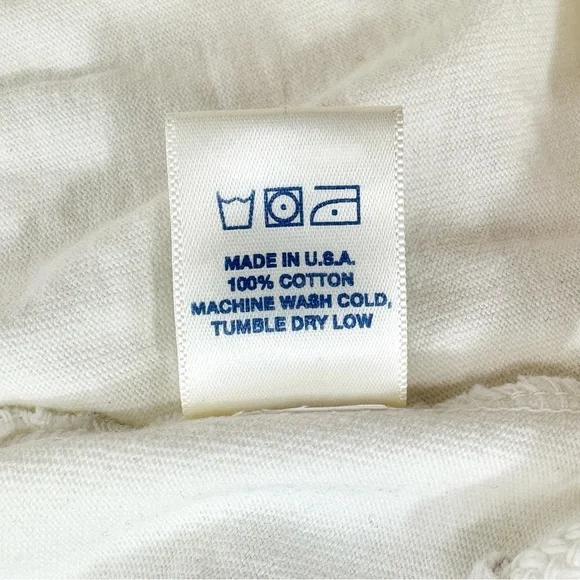 MADE IN U.S.A.
100% COTTON
MACHINE WASH COLD,
TUMBLE DRY LOW